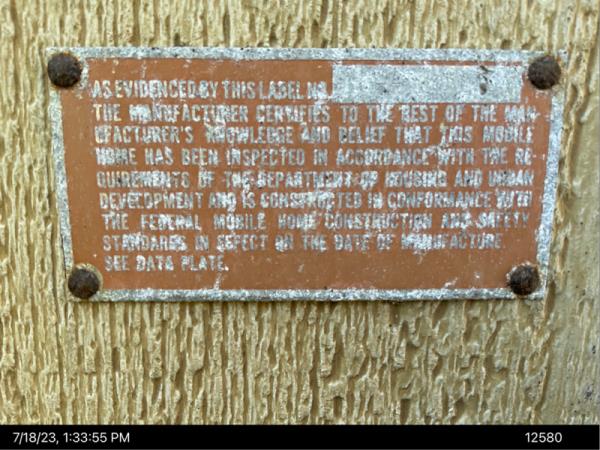 AS EVIDENCED BY THIS LABEL NO.
THE MANUFACTURER CERTIFIES TO THE BEST OF THE MAN-
UFACTURER'S KNOWLEDGE AND BELIEF THAT THIS MOBILE
HOME HAS BEEN INSPECTED IN ACCORDANCE WITH THE RE-
QUIREMENTS OF THE DEPARTMENT OF HOUSING AND URBAN
DEVELOPMENT AND IS CONSTRUCTED IN CONFORMANCE WITH
THE FEDERAL MOBILE HOME CONSTRUCTION AND SAFETY
STANDARDS IN EFFECT ON THE DATE OF MANUFACTURE.
SEE DATA PLATE.
7/18/23, 1:33:55 PM
12580